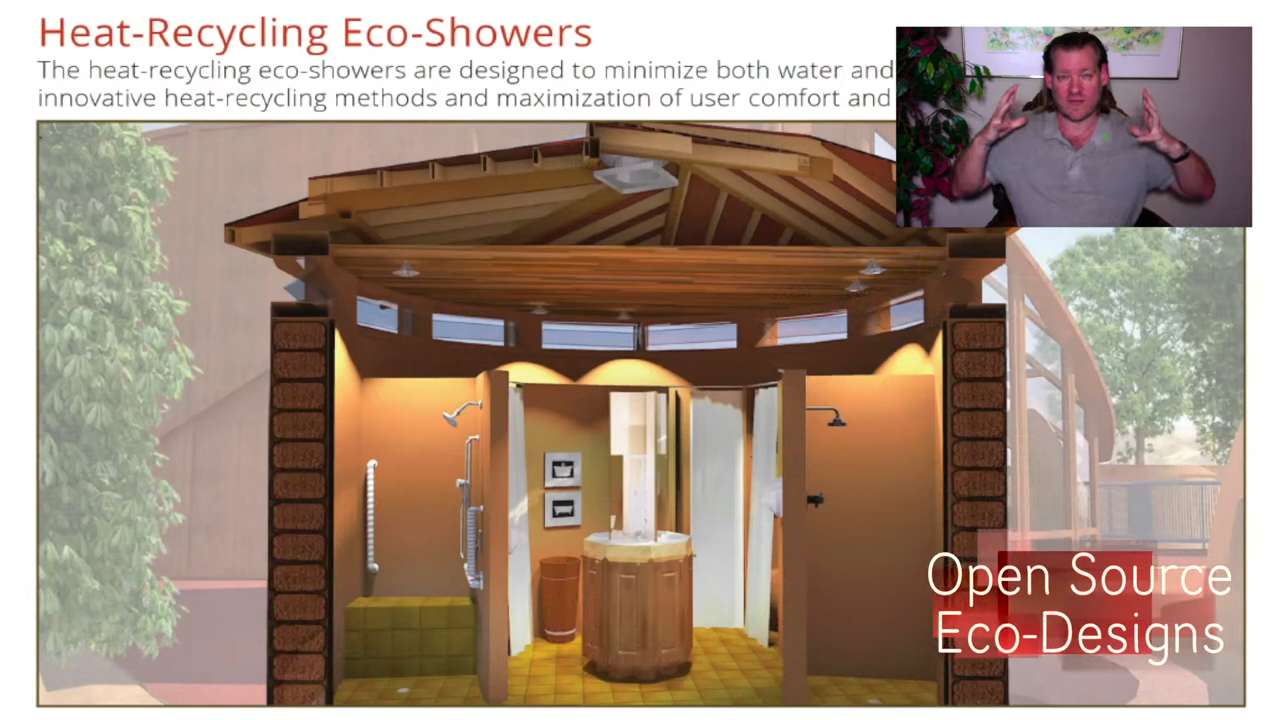 Heat-Recycling Eco-Showers
The heat-recycling eco-showers are designed to minimize both water and
innovative heat-recycling methods and maximization of user comfort and
Open Source
Eco-Designs